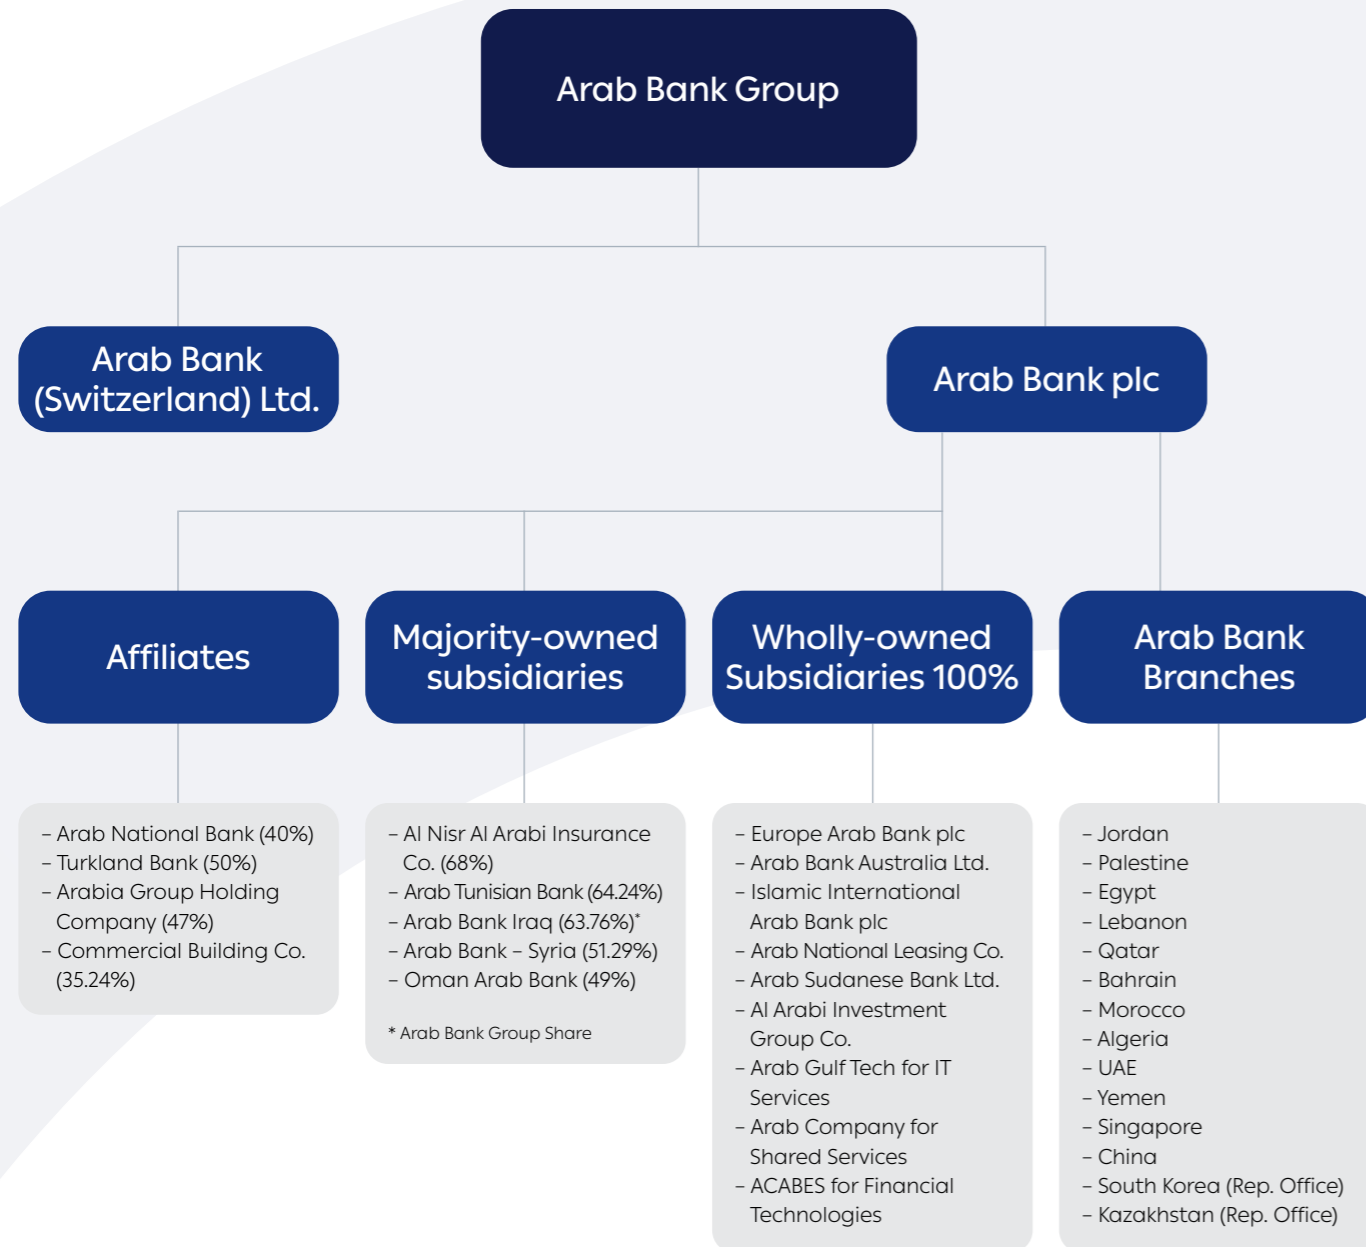 Arab Bank Group
Arab Bank
(Switzerland) Ltd.
Arab Bank plc
Affiliates
Majority-owned
subsidiaries
Wholly-owned
Subsidiaries 100%
Arab Bank
Branches
– Arab National Bank (40%)
– Turkland Bank (50%)
– Arabia Group Holding
Company (47%)
– Commercial Building Co.
(35.24%)
– Al Nisr Al Arabi Insurance
Co. (68%)
– Arab Tunisian Bank (64.24%)
– Arab Bank Iraq (63.76%)*
– Arab Bank – Syria (51.29%)
– Oman Arab Bank (49%)
* Arab Bank Group Share
– Europe Arab Bank plc
– Arab Bank Australia Ltd.
– Islamic International
Arab Bank plc
– Arab National Leasing Co.
– Arab Sudanese Bank Ltd.
– Al Arabi Investment
Group Co.
– Arab Gulf Tech for IT
Services
– Arab Company for
Shared Services
– ACABES for Financial
Technologies
– Jordan
– Palestine
– Egypt
– Lebanon
– Qatar
– Bahrain
– Morocco
– Algeria
– UAE
– Yemen
– Singapore
– China
– South Korea (Rep. Office)
– Kazakhstan (Rep. Office)